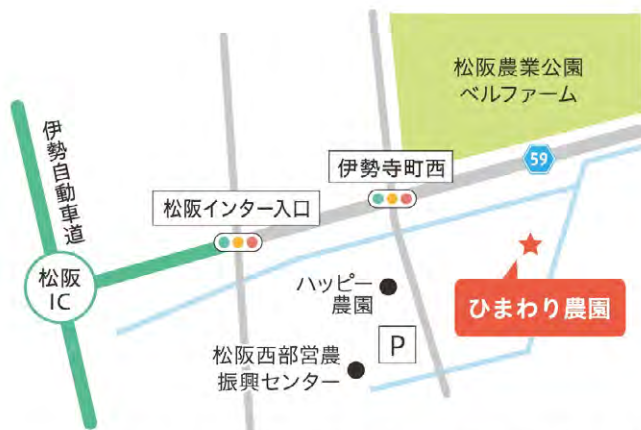 松阪農業公園
ベルファーム
59
伊勢自動車道
伊勢寺町西
松阪インター入口
松阪
IC
ハッピー
農園
ひまわり農園
P
松阪西部営農
振興センター